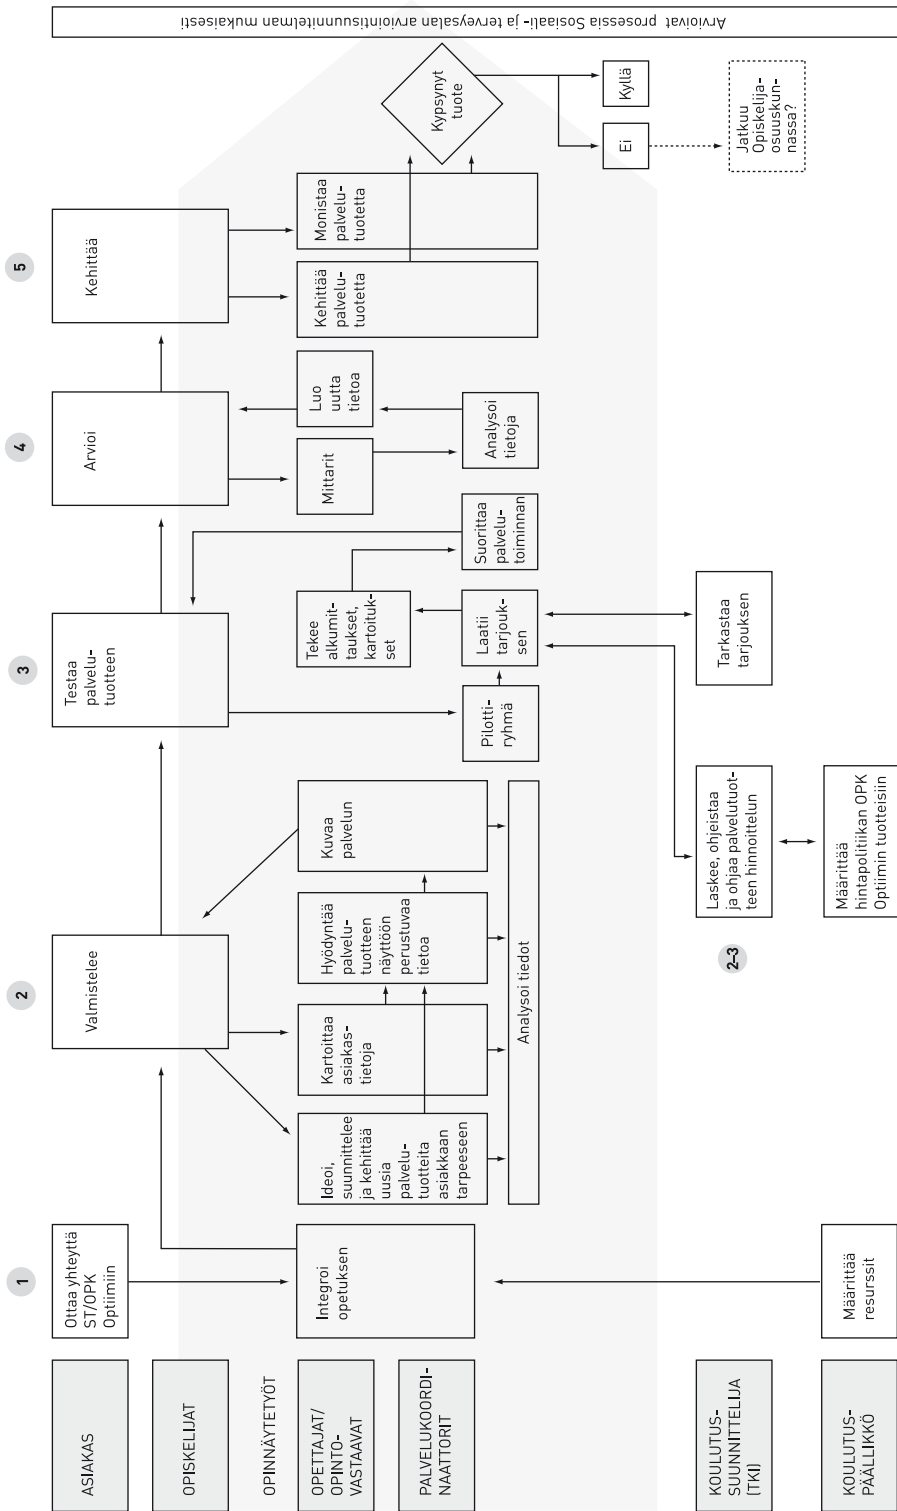 ASIAKAS
OPISKELIJAT
OPINNÄYTETYÖT
OPETTAJAT/
OPINTO-
VASTAAVAT
PALVELUKOORDI-
NAATTORIT
KOULUTUS-
SUUNNITTELIJA
(TKI)
KOULUTUS-
PÄÄLLIKKÖ
1
Ottaa yhteyttä
ST/OPK
Optiimiin
Integroi
opetuksen
Määrittää
resurssit
2
Valmistelee
Ideoi,
suunnittelee
ja kehittää
uusia
palvelu-
tuotteita
asiakkaan
tarpeeseen
Kartoittaa
asiakas-
tietoja
Hyödyntää
palvelu-
tuotteen
näyttöön
perustuvaa
tietoa
Kuvaa
palvelun
Analysoi tiedot
2–3
Laskee, ohjeistaa
ja ohjaa palvelutuot-
teen hinnoittelun
Määrittää
hintapolitiikan OPK
Optiimin tuotteisiin
3
Testaa
palvelu-
tuotteen
Pilotti-
ryhmä
Laatii
tarjouk-
sen
Tekee
alkumit-
taukset,
kartoituk-
set
Suorittaa
palvelu-
toiminnan
Tarkastaa
tarjouksen
4
Arvioi
Mittarit
Analysoi
tietoja
Luo
uutta
tietoa
5
Kehittää
Kehittää
palvelu-
tuotetta
Monistaa
palvelu-
tuotetta
Kypsynyt
tuote
Ei
Kyllä
Jatkuu
Opiskelija-
osuuskun-
nassa?
Arvioivat prosessia Sosiaali- ja terveysalan arviointisuunnitelman mukaisesti